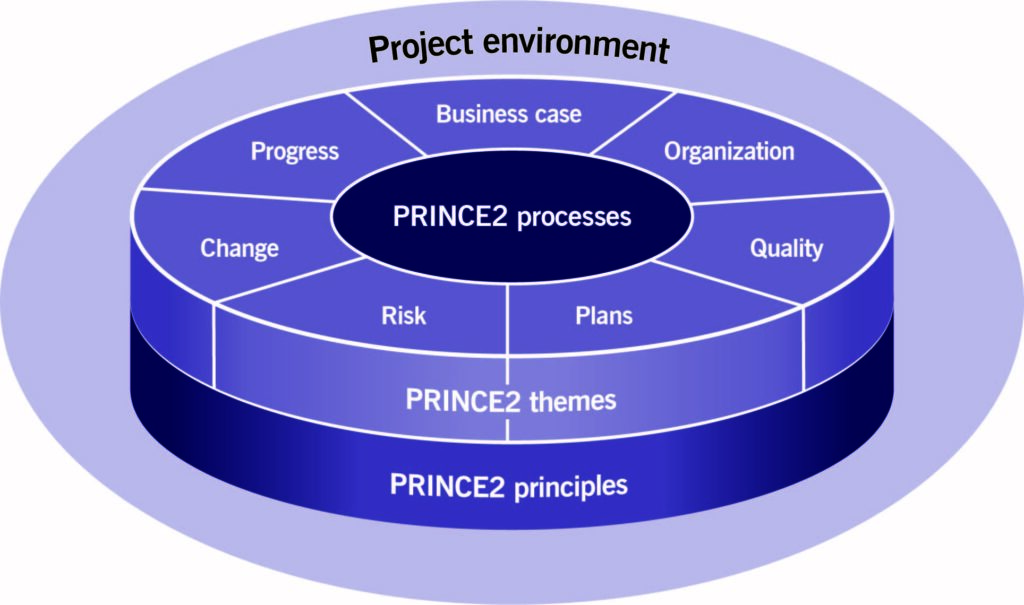 Project environment
Business case
Progress
Organization
PRINCE2 processes
Change
Quality
Risk
Plans
PRINCE2 themes
PRINCE2 principles